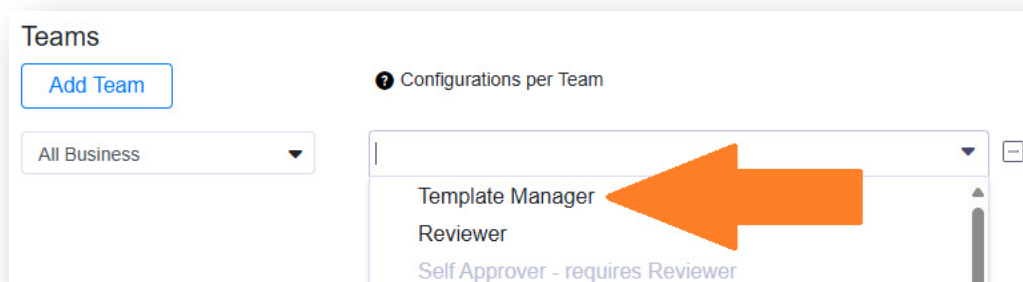 Teams
Add Team
Configurations per Team
All Business
Template Manager
Reviewer
Self Approver - requires Reviewer